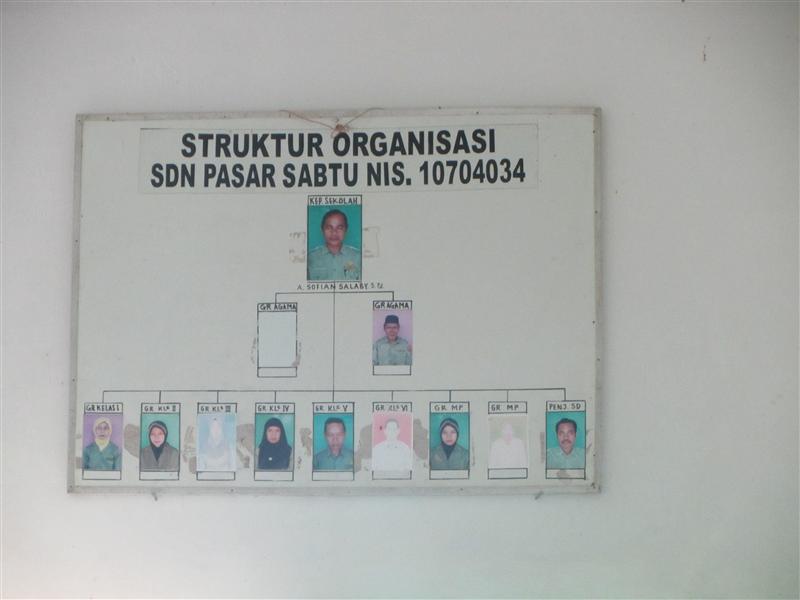 STRUKTUR ORGANISASI
SDN PASAR SABTU NIS. 10704034
KEP. SEKOLAH
A. SOFIAN SALABY. S.Pd
GR AGAMA
GR AGAMA
GR KELAS I
GR KLS II
GR KLS III
GR KLS IV
GR KLS V
GR KLS VI
GR MP
GR MP
PENJ. SD